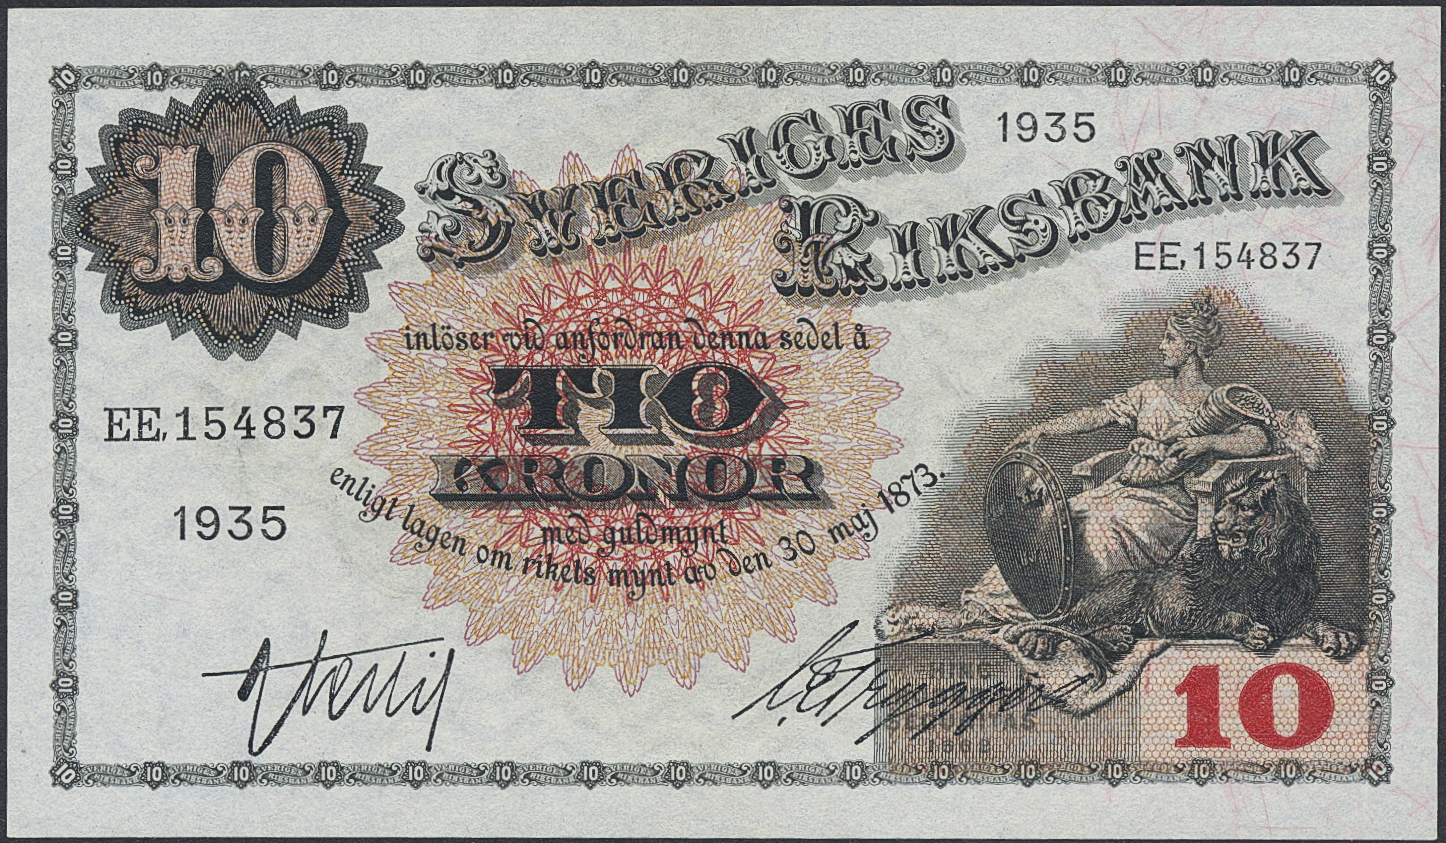 10
SVERIGES
1935
RIKSBANK
EE,154837
inlöser vid anfordran denna sedel å
TIO
KRONOR
EE,154837
1935
med guldmynt
enligt lagen om rikets mynt av den 30 maj 1873.
10